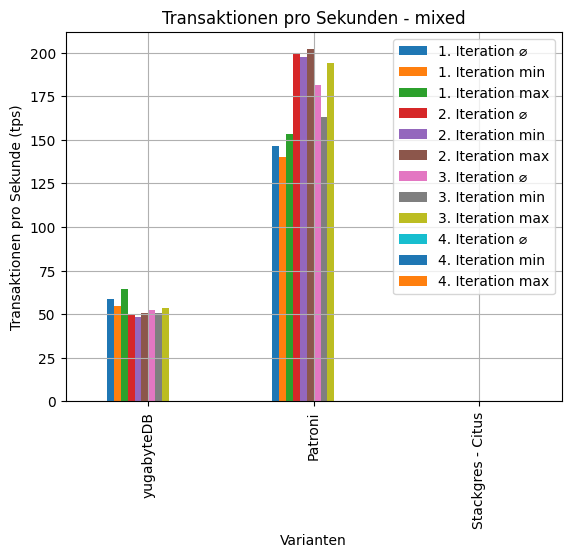 Transaktionen pro Sekunden - mixed
Transaktionen pro Sekunde (tps)
200
175
150
125
100
75
50
25
0
1. Iteration ⌀
1. Iteration min
1. Iteration max
2. Iteration ⌀
2. Iteration min
2. Iteration max
3. Iteration ⌀
3. Iteration min
3. Iteration max
4. Iteration ⌀
4. Iteration min
4. Iteration max
yugabyteDB
Patroni
Stackgres - Citus
Varianten